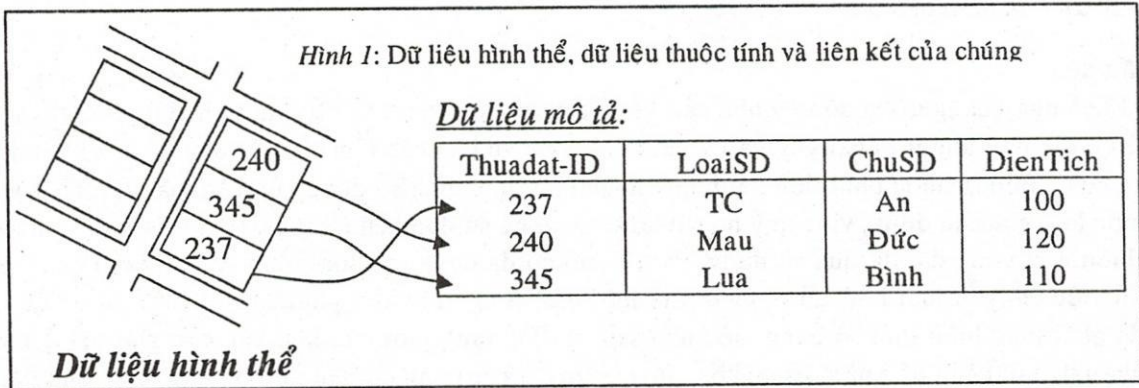 Hình 1: Dữ liệu hình thể, dữ liệu thuôc tính và liên kết của chúng
Dữ liệu mô tả:
Thuadat-ID LoaiSD ChuSD DienTich
237 TC An 100
240 Mau Đức 120
345 Lua Bình 110
240
345
237
Dữ liệu hình thể